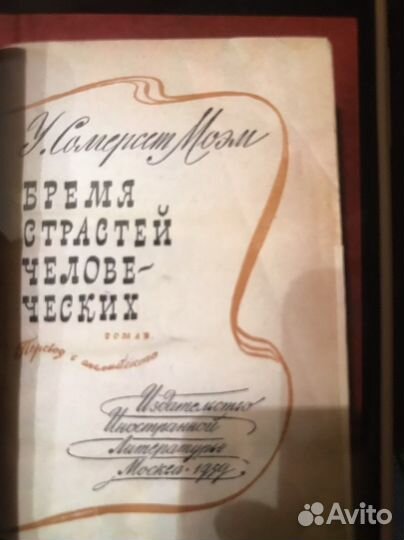 У. Сомерсет Моэм
БРЕМЯ
СТРАСТЕЙ
ЧЕЛОВЕ-
ЧЕСКИХ
РОМАН
Перевод с английского
Издательство
Иностранной
Литературы
Москва · 1959
Avito